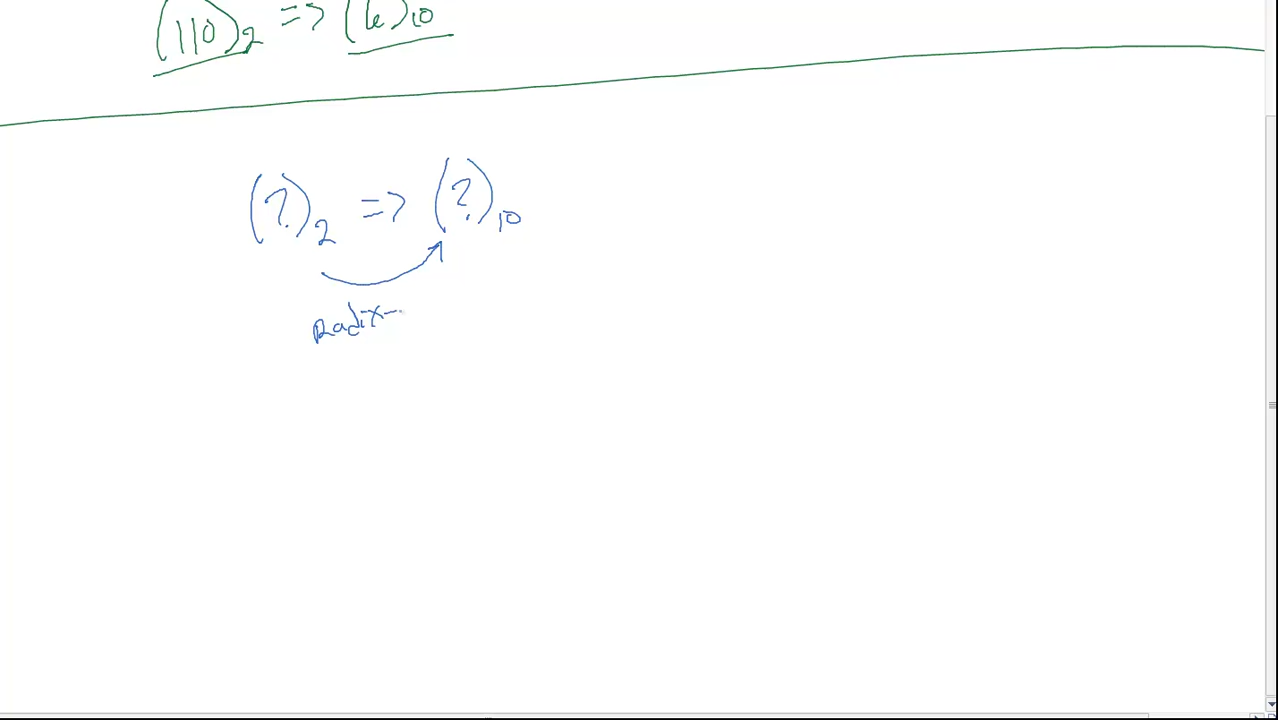 (110)₂ => (6)₁₀
(?)₂ => (?)₁₀
Radix-